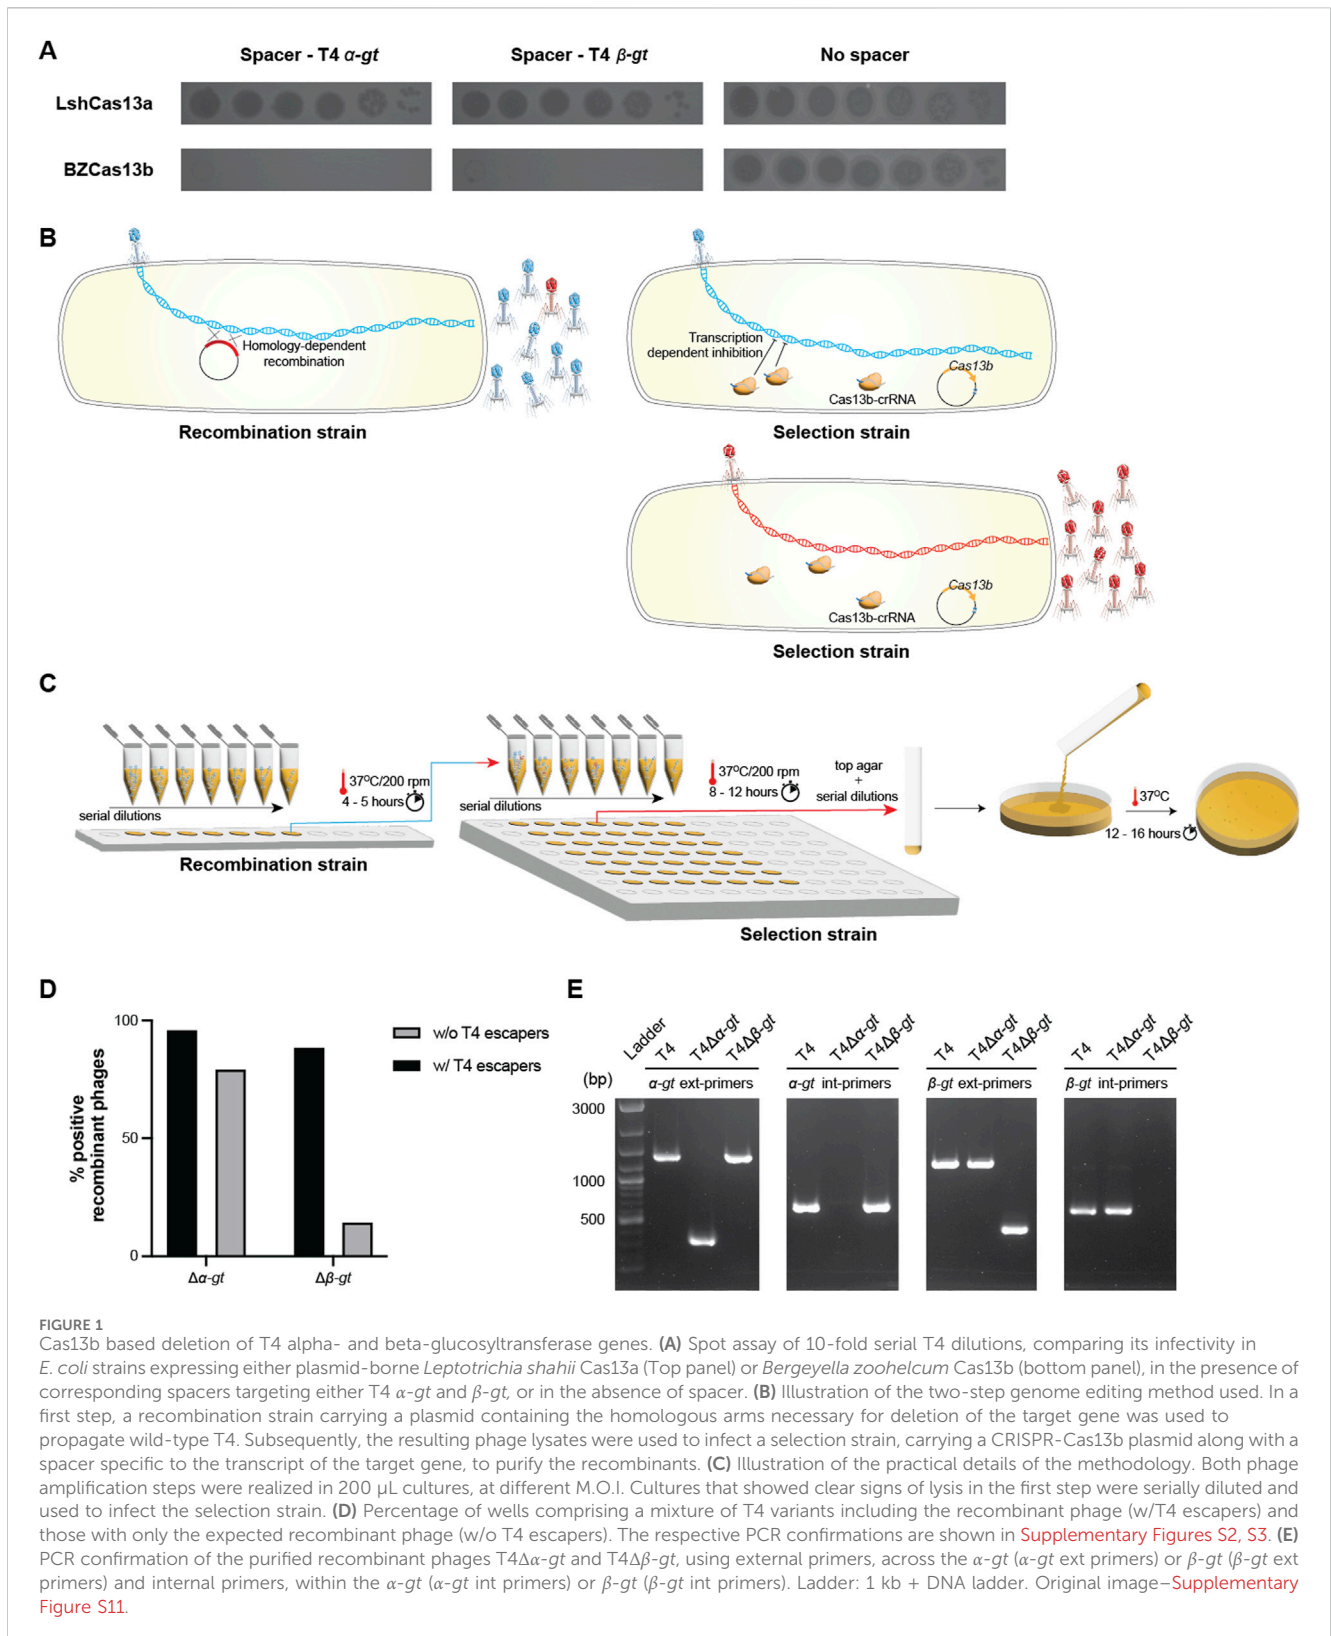 A
Spacer - T4 α-gt
Spacer - T4 β-gt
No spacer
LshCas13a
BZCas13b
B
Homology-dependent
recombination
Recombination strain
Transcription
dependent inhibition
Cas13b
Cas13b-crRNA
Selection strain
Cas13b
Cas13b-crRNA
Selection strain
C
serial dilutions
37ºC/200 rpm
4 - 5 hours
Recombination strain
serial dilutions
37ºC/200 rpm
8 - 12 hours
Selection strain
top agar
+
serial dilutions
37ºC
12 - 16 hours
D
% positive
recombinant phages
100
50
0
Δα-gt
Δβ-gt
w/o T4 escapers
w/ T4 escapers
E
Ladder
T4
T4Δα-gt
T4Δβ-gt
T4
T4Δα-gt
T4Δβ-gt
T4
T4Δα-gt
T4Δβ-gt
T4
T4Δα-gt
T4Δβ-gt
(bp)
α-gt ext-primers
α-gt int-primers
β-gt ext-primers
β-gt int-primers
3000
1000
500
FIGURE 1
Cas13b based deletion of T4 alpha- and beta-glucosyltransferase genes. (A) Spot assay of 10-fold serial T4 dilutions, comparing its infectivity in
E. coli strains expressing either plasmid-borne Leptotrichia shahii Cas13a (Top panel) or Bergeyella zoohelcum Cas13b (bottom panel), in the presence of
corresponding spacers targeting either T4 α-gt and β-gt, or in the absence of spacer. (B) Illustration of the two-step genome editing method used. In a
first step, a recombination strain carrying a plasmid containing the homologous arms necessary for deletion of the target gene was used to
propagate wild-type T4. Subsequently, the resulting phage lysates were used to infect a selection strain, carrying a CRISPR-Cas13b plasmid along with a
spacer specific to the transcript of the target gene, to purify the recombinants. (C) Illustration of the practical details of the methodology. Both phage
amplification steps were realized in 200 μL cultures, at different M.O.I. Cultures that showed clear signs of lysis in the first step were serially diluted and
used to infect the selection strain. (D) Percentage of wells comprising a mixture of T4 variants including the recombinant phage (w/T4 escapers) and
those with only the expected recombinant phage (w/o T4 escapers). The respective PCR confirmations are shown in Supplementary Figures S2, S3. (E)
PCR confirmation of the purified recombinant phages T4Δα-gt and T4Δβ-gt, using external primers, across the α-gt (α-gt ext primers) or β-gt (β-gt ext
primers) and internal primers, within the α-gt (α-gt int primers) or β-gt (β-gt int primers). Ladder: 1 kb + DNA ladder. Original image–Supplementary
Figure S11.